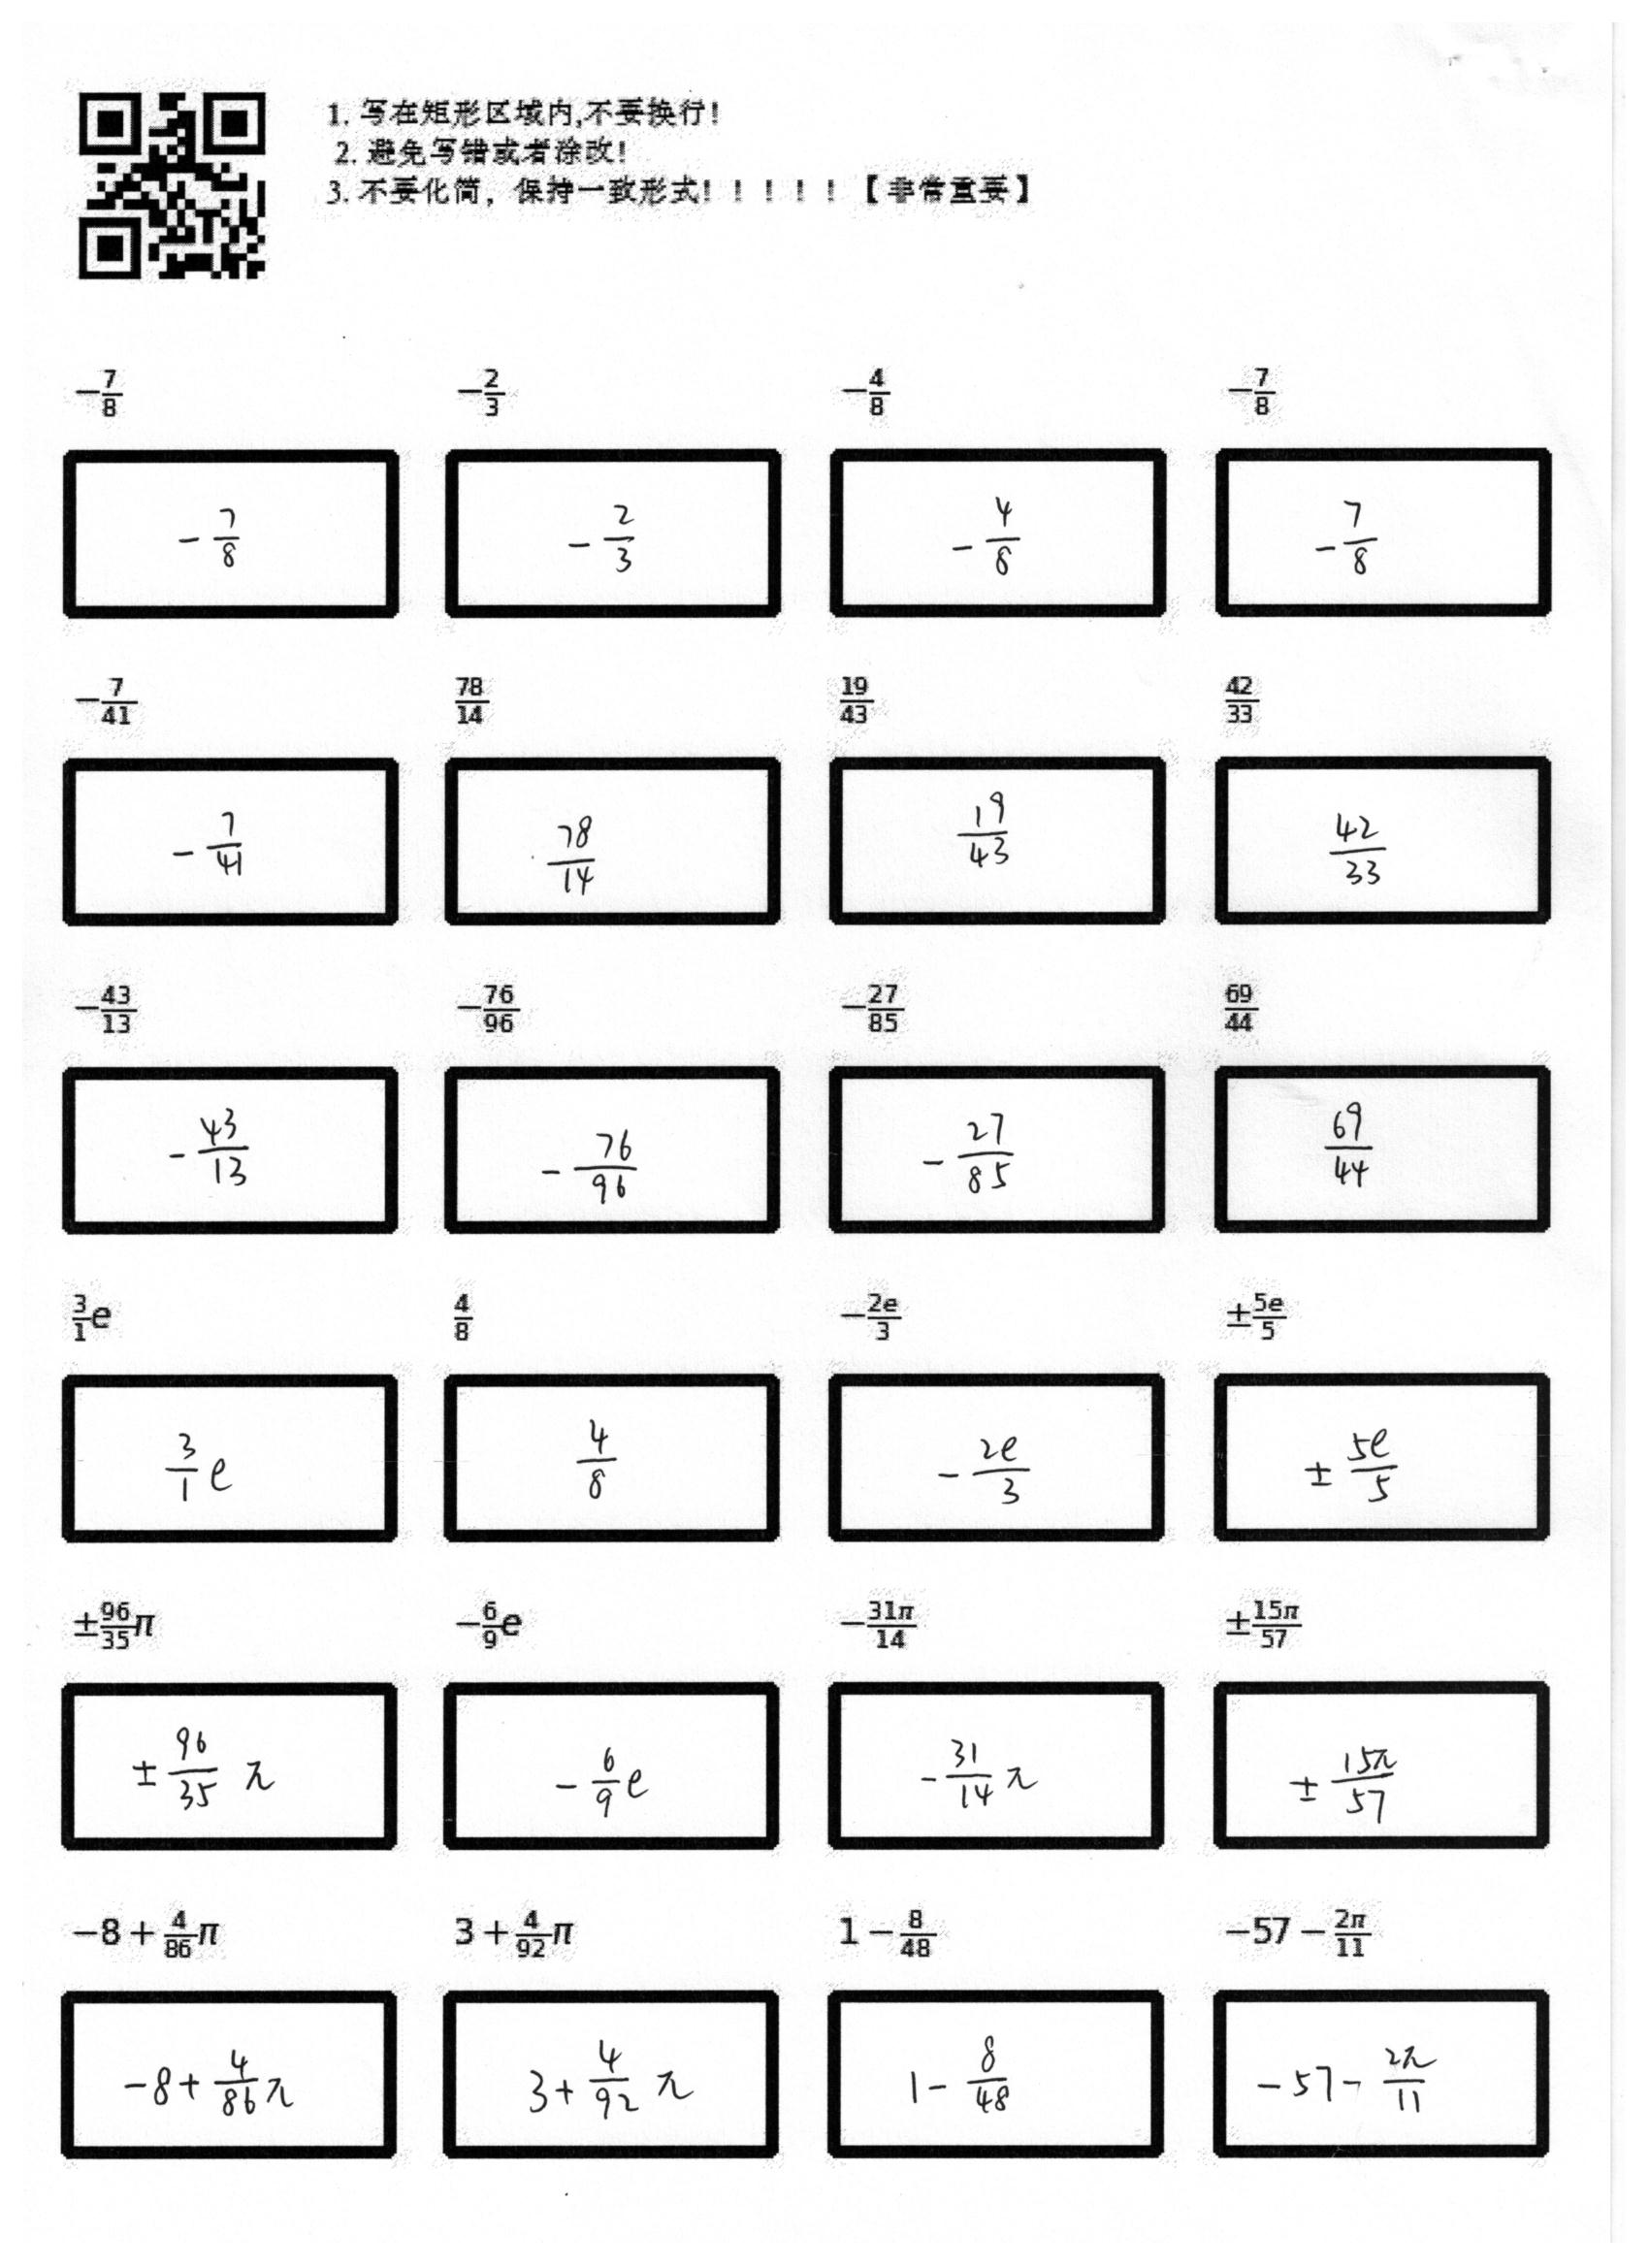 1. 写在矩形区域内,不要换行!
2. 避免写错或者涂改!
3. 不要化简，保持一致形式！！！！！【非常重要】
$-\frac{7}{8}$ $-\frac{2}{3}$ $-\frac{4}{8}$ $-\frac{7}{8}$
$-\frac{7}{8}$ $-\frac{2}{3}$ $-\frac{4}{8}$ $-\frac{7}{8}$
$-\frac{7}{41}$ $\frac{78}{14}$ $\frac{19}{43}$ $\frac{42}{33}$
$-\frac{7}{41}$ $\frac{78}{14}$ $\frac{19}{43}$ $\frac{42}{33}$
$-\frac{43}{13}$ $-\frac{76}{96}$ $-\frac{27}{85}$ $\frac{69}{44}$
$-\frac{43}{13}$ $-\frac{76}{96}$ $-\frac{27}{85}$ $\frac{69}{44}$
$\frac{3}{1}e$ $\frac{4}{8}$ $-\frac{2e}{3}$ $\pm\frac{5e}{5}$
$\frac{3}{1}e$ $\frac{4}{8}$ $-\frac{2e}{3}$ $\pm\frac{5e}{5}$
$\pm\frac{96}{35}\pi$ $-\frac{6}{9}e$ $-\frac{31\pi}{14}$ $\pm\frac{15\pi}{57}$
$\pm\frac{96}{35}\pi$ $-\frac{6}{9}e$ $-\frac{31}{14}\pi$ $\pm\frac{15\pi}{57}$
$-8+\frac{4}{86}\pi$ $3+\frac{4}{92}\pi$ $1-\frac{8}{48}$ $-57-\frac{2\pi}{11}$
$-8+\frac{4}{86}\pi$ $3+\frac{4}{92}\pi$ $1-\frac{8}{48}$ $-57-\frac{2\pi}{11}$